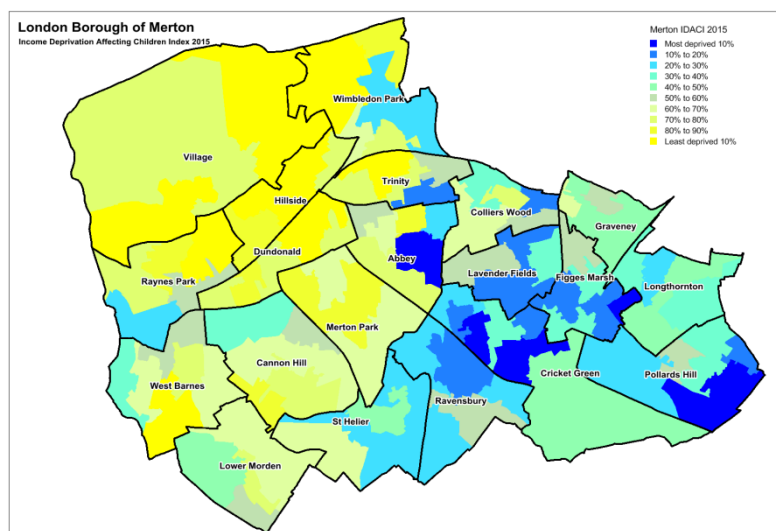 London Borough of Merton
Income Deprivation Affecting Children Index 2015
Merton IDACI 2015
Most deprived 10%
10% to 20%
20% to 30%
30% to 40%
40% to 50%
50% to 60%
60% to 70%
70% to 80%
80% to 90%
Least deprived 10%
Wimbledon Park
Village
Trinity
Hillside
Colliers Wood
Graveney
Dundonald
Abbey
Lavender Fields
Figges Marsh
Raynes Park
Longthornton
Merton Park
Cannon Hill
Cricket Green
Pollards Hill
West Barnes
Ravensbury
St Helier
Lower Morden